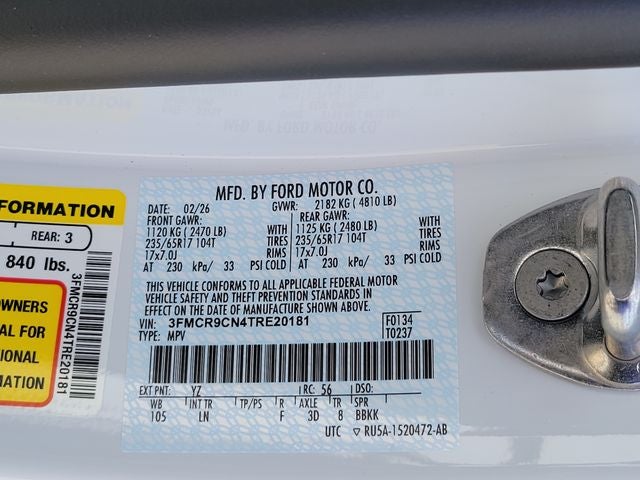 MFD. BY FORD MOTOR CO.
FORMATION
REAR: 3
840 lbs.
OWNERS
AL FOR
TIONAL
MATION
3FMCR9CN4TRE20181
MFD. BY FORD MOTOR CO.
DATE: 02/26 GVWR: 2182 KG ( 4810 LB)
FRONT GAWR: REAR GAWR:
1120 KG ( 2470 LB) WITH 1125 KG ( 2480 LB) WITH
235/65R17 104T TIRES 235/65R17 104T TIRES
17x7.0J RIMS 17x7.0J RIMS
AT 230 kPa/ 33 PSI COLD AT 230 kPa/ 33 PSI COLD
THIS VEHICLE CONFORMS TO ALL APPLICABLE FEDERAL MOTOR
VEHICLE SAFETY AND THEFT PREVENTION STANDARDS IN
EFFECT ON THE DATE OF MANUFACTURE SHOWN ABOVE.
VIN: 3FMCR9CN4TRE20181 F0134
TYPE: MPV T0237
EXT PNT: YZ RC: 56 DSO:
WB INT TR TP/PS R AXLE TR SPR
105 LN F 3D 8 BBKK
UTC ▽ RU5A-1520472-AB